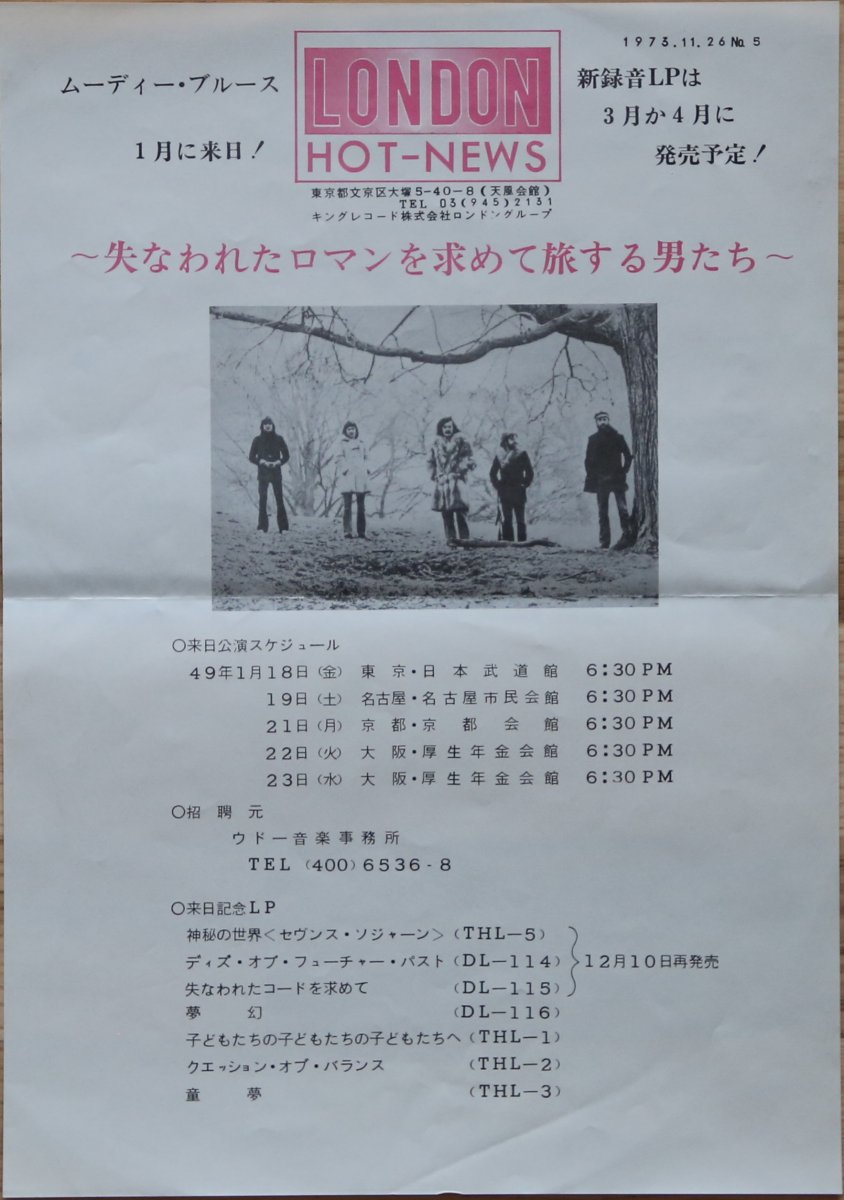 1973.11.26 No.5
ムーディー・ブルース
1月に来日!
LONDON
HOT-NEWS
新録音LPは
3月か4月に
発売予定!
東京都文京区大塚5-40-8(天風会館)
TEL 03(945)2131
キングレコード株式会社ロンドングループ
~失なわれたロマンを求めて旅する男たち~
○来日公演スケジュール
49年1月18日(金) 東京・日本武道館 6:30PM
19日(土) 名古屋・名古屋市民会館 6:30PM
21日(月) 京都・京都会館 6:30PM
22日(火) 大阪・厚生年金会館 6:30PM
23日(水) 大阪・厚生年金会館 6:30PM
○招聘元
ウドー音楽事務所
TEL (400)6536-8
○来日記念LP
神秘の世界<セヴンス・ソジャーン>(THL-5)
ディズ・オブ・フューチャー・パスト(DL-114) 12月10日再発売
失なわれたコードを求めて (DL-115)
夢幻 (DL-116)
子どもたちの子どもたちの子どもたちへ(THL-1)
クエッション・オブ・バランス (THL-2)
童夢 (THL-3)